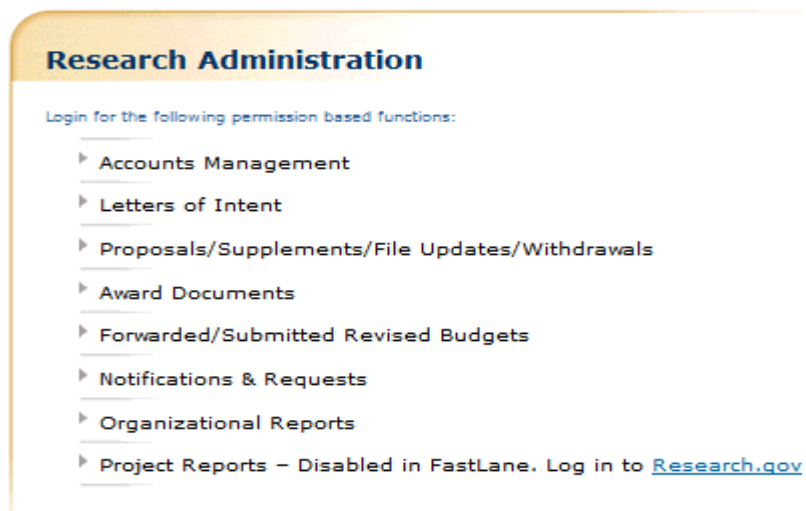 Research Administration
Login for the following permission based functions:
Accounts Management
Letters of Intent
Proposals/Supplements/File Updates/Withdrawals
Award Documents
Forwarded/Submitted Revised Budgets
Notifications & Requests
Organizational Reports
Project Reports – Disabled in FastLane. Log in to Research.gov